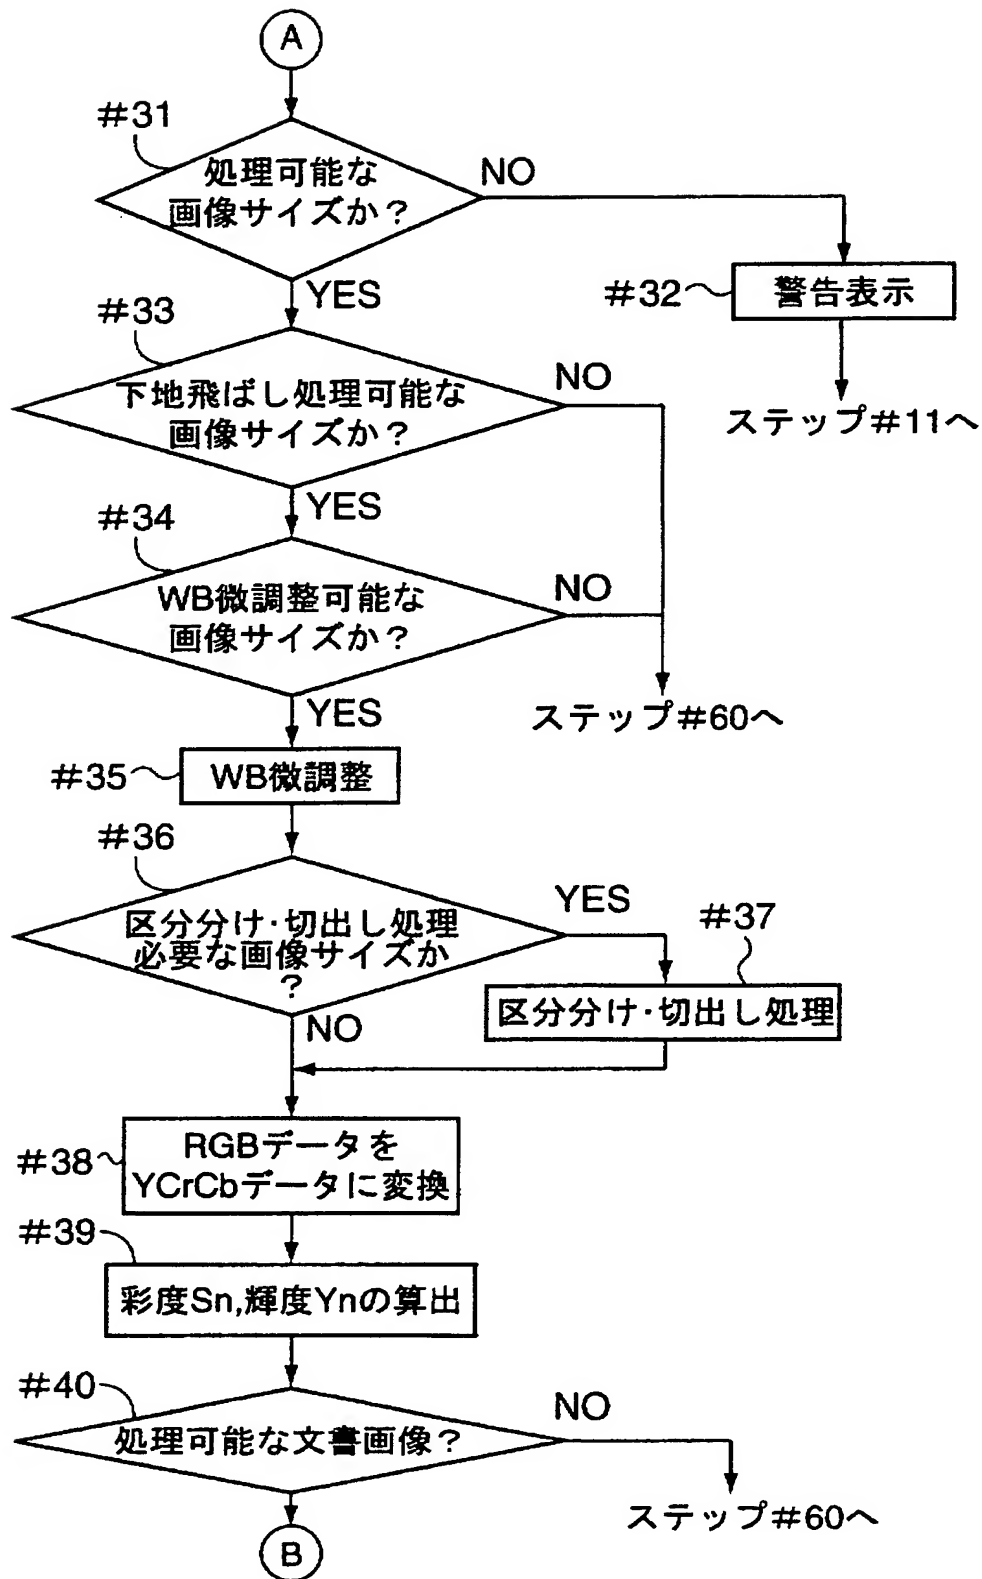 A
#31
処理可能な
画像サイズか?
NO
YES
#32
警告表示
ステップ#11へ
#33
下地飛ばし処理可能な
画像サイズか?
NO
YES
#34
WB微調整可能な
画像サイズか?
NO
YES
ステップ#60へ
#35
WB微調整
#36
区分分け·切出し処理
必要な画像サイズか
?
YES
NO
#37
区分分け·切出し処理
#38
RGBデータを
YCrCbデータに変換
#39
彩度Sn,輝度Ynの算出
#40
処理可能な文書画像?
NO
ステップ#60へ
B